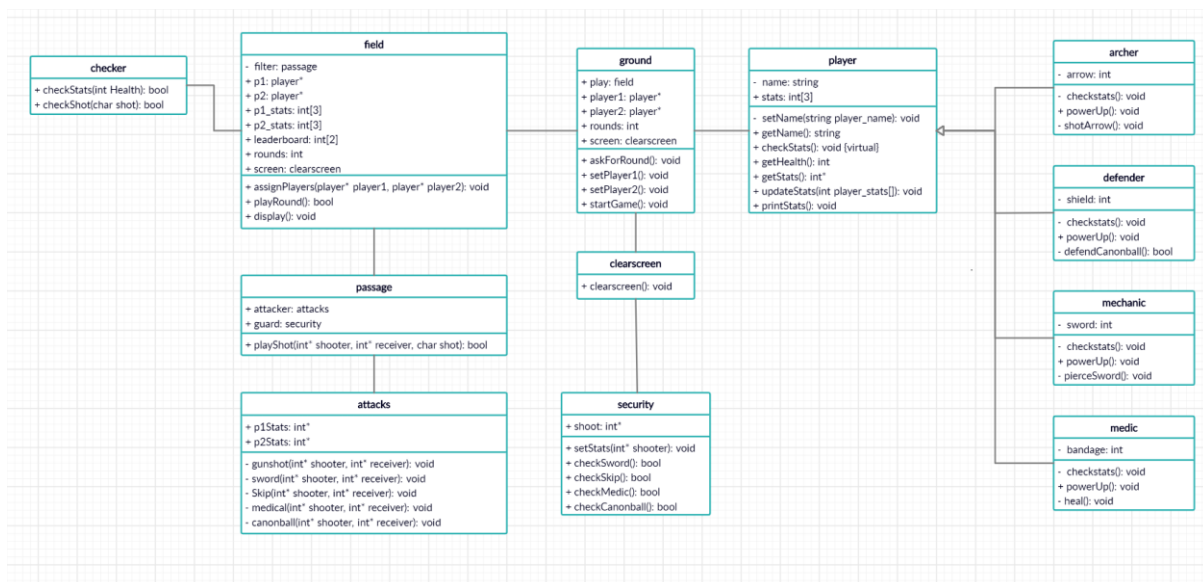 checker
+ checkStats(int Health): bool
+ checkShot(char shot): bool
field
- filter: passage
+ p1: player*
+ p2: player*
+ p1_stats: int[3]
+ p2_stats: int[3]
+ leaderboard: int[2]
+ rounds: int
+ screen: clearscreen
+ assignPlayers(player* player1, player* player2): void
+ playRound(): bool
+ display(): void
passage
+ attacker: attacks
+ guard: security
+ playShot(int* shooter, int* receiver, char shot): bool
attacks
+ p1Stats: int*
+ p2Stats: int*
- gunshot(int* shooter, int* receiver): void
- sword(int* shooter, int* receiver): void
- Skip(int* shooter, int* receiver): void
- medical(int* shooter, int* receiver): void
- canonball(int* shooter, int* receiver): void
ground
+ play: field
+ player1: player*
+ player2: player*
+ rounds: int
+ screen: clearscreen
+ askForRound(): void
+ setPlayer1(): void
+ setPlayer2(): void
+ startGame(): void
clearscreen
+ clearscreen(): void
security
+ shoot: int*
+ setStats(int* shooter): void
+ checkSword(): bool
+ checkSkip(): bool
+ checkMedic(): bool
+ checkCanonball(): bool
player
- name: string
+ stats: int[3]
- setName(string player_name): void
+ getName(): string
+ checkStats(): void {virtual}
+ getHealth(): int
+ getStats(): int*
+ updateStats(int player_stats[]): void
+ printStats(): void
archer
- arrow: int
- checkstats(): void
+ powerUp(): void
- shotArrow(): void
defender
- shield: int
- checkstats(): void
+ powerUp(): void
- defendCanonball(): bool
mechanic
- sword: int
- checkstats(): void
+ powerUp(): void
- pierceSword(): void
medic
- bandage: int
- checkstats(): void
+ powerUp(): void
- heal(): void